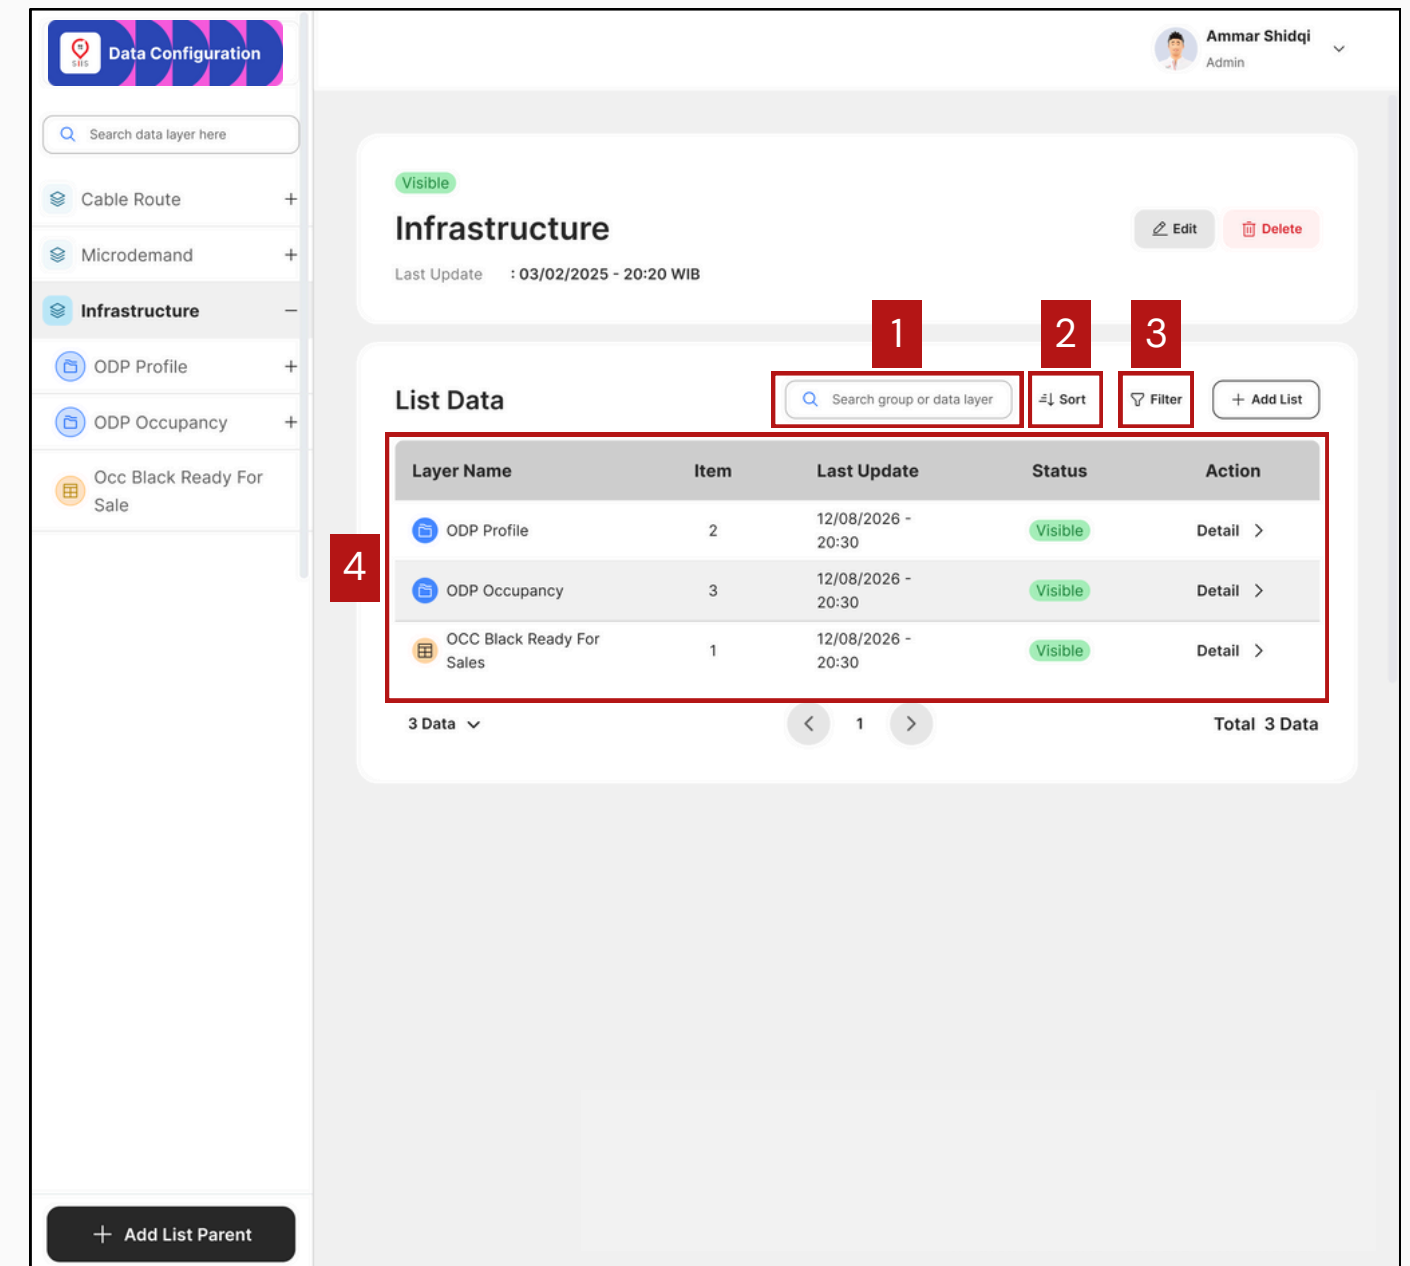 SIIS
Data Configuration
Ammar Shidqi
Admin
Search data layer here
Cable Route
Microdemand
Infrastructure
ODP Profile
ODP Occupancy
Occ Black Ready For
Sale
+ Add List Parent
Visible
Infrastructure
Edit
Delete
Last Update : 03/02/2025 - 20:20 WIB
1
2
3
List Data
Search group or data layer
Sort
Filter
+ Add List
4
Layer Name Item Last Update Status Action
ODP Profile 2 12/08/2026 -
20:30 Visible Detail >
ODP Occupancy 3 12/08/2026 -
20:30 Visible Detail >
OCC Black Ready For
Sales 1 12/08/2026 -
20:30 Visible Detail >
3 Data
< 1 >
Total 3 Data